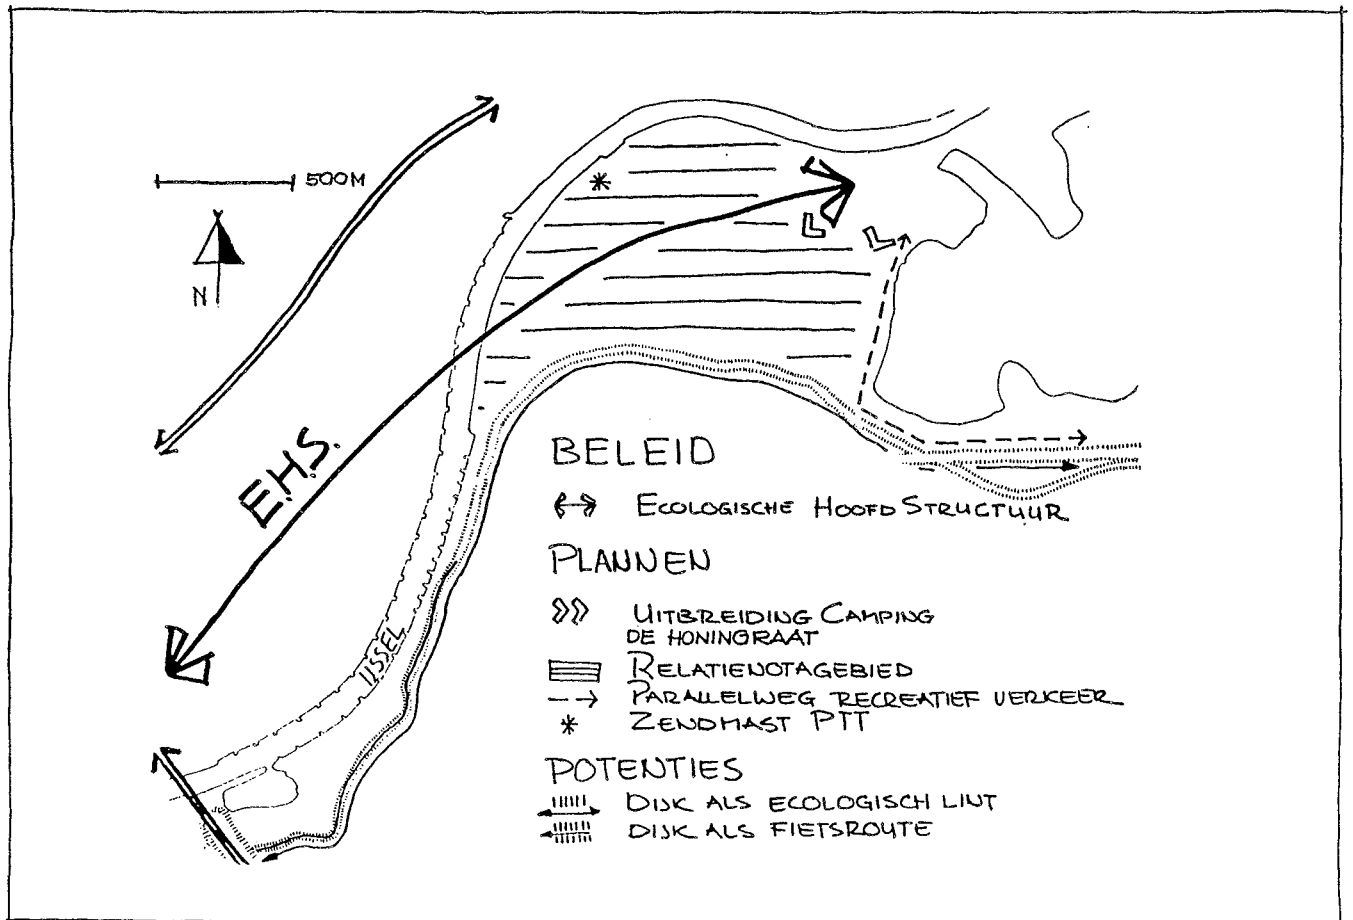 500M
N
E.H.S.
IJSSEL
BELEID
ECOLOGISCHE HOOFD STRUCTUUR
PLANNEN
UITBREIDING CAMPING
DE HONINGRAAT
RELATIENOTAGEBIED
PARALLELWEG RECREATIEF VERKEER
ZENDMAST PTT
POTENTIES
DIJK ALS ECOLOGISCH LINT
DIJK ALS FIETSROUTE